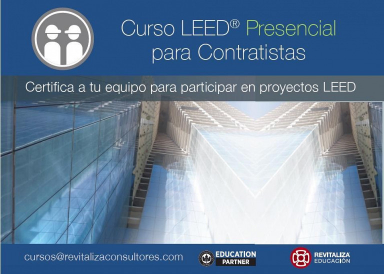 Curso LEED® Presencial
para Contratistas
Certifica a tu equipo para participar en proyectos LEED
cursos@revitalizaconsultores.com
EDUCATION
PARTNER
REVITALIZA
EDUCACIÓN